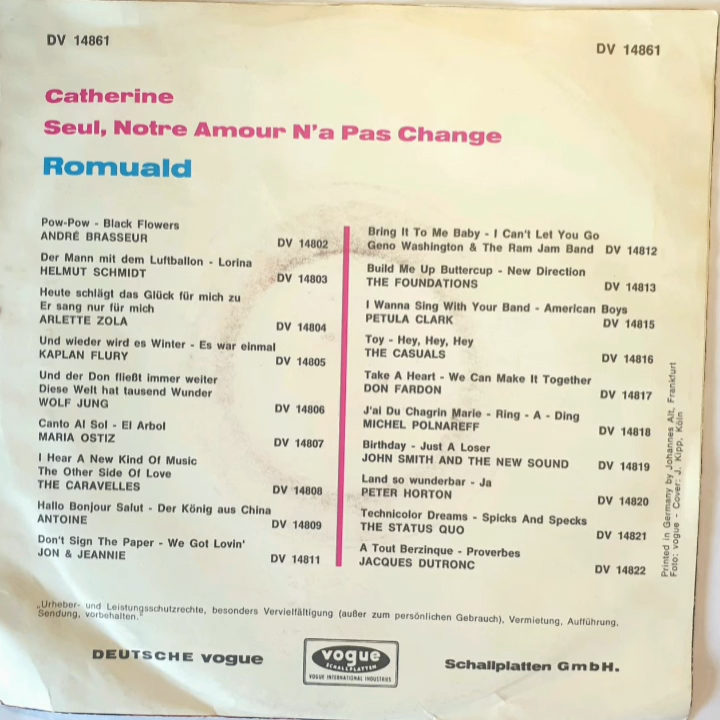 DV 14861
DV 14861
Catherine
Seul, Notre Amour N'a Pas Change
Romuald
Pow-Pow - Black Flowers
ANDRÉ BRASSEUR DV 14802
Der Mann mit dem Luftballon - Lorina
HELMUT SCHMIDT DV 14803
Heute schlägt das Glück für mich zu
Er sang nur für mich
ARLETTE ZOLA DV 14804
Und wieder wird es Winter - Es war einmal
KAPLAN FLURY DV 14805
Und der Don fließt immer weiter
Diese Welt hat tausend Wunder
WOLF JUNG DV 14806
Canto Al Sol - El Arbol
MARIA OSTIZ DV 14807
I Hear A New Kind Of Music
The Other Side Of Love
THE CARAVELLES DV 14808
Hallo Bonjour Salut - Der König aus China
ANTOINE DV 14809
Don't Sign The Paper - We Got Lovin'
JON & JEANNIE DV 14811
Bring It To Me Baby - I Can't Let You Go
Geno Washington & The Ram Jam Band DV 14812
Build Me Up Buttercup - New Direction
THE FOUNDATIONS DV 14813
I Wanna Sing With Your Band - American Boys
PETULA CLARK DV 14815
Toy - Hey, Hey, Hey
THE CASUALS DV 14816
Take A Heart - We Can Make It Together
DON FARDON DV 14817
J'ai Du Chagrin Marie - Ring - A - Ding
MICHEL POLNAREFF DV 14818
Birthday - Just A Loser
JOHN SMITH AND THE NEW SOUND DV 14819
Land so wunderbar - Ja
PETER HORTON DV 14820
Technicolor Dreams - Spicks And Specks
THE STATUS QUO DV 14821
A Tout Berzinque - Proverbes
JACQUES DUTRONC DV 14822
Printed in Germany by Johannes Alt, Frankfurt
Foto: vogue - Cover: J. Kipp, Köln
„Urheber- und Leistungsschutzrechte, besonders Vervielfältigung (außer zum persönlichen Gebrauch), Vermietung, Aufführung,
Sendung, vorbehalten."
DEUTSCHE vogue
vogue
SCHALLPLATTEN
VOGUE INTERNATIONAL INDUSTRIES
Schallplatten GmbH.